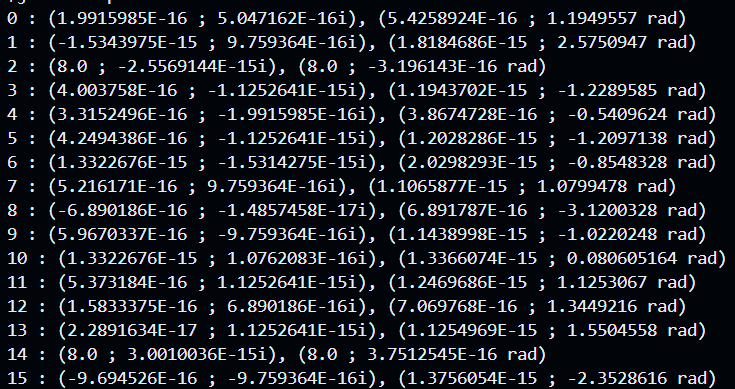 0 : (1.9915985E-16 ; 5.047162E-16i), (5.4258924E-16 ; 1.1949557 rad)
1 : (-1.5343975E-15 ; 9.759364E-16i), (1.8184686E-15 ; 2.5750947 rad)
2 : (8.0 ; -2.5569144E-15i), (8.0 ; -3.196143E-16 rad)
3 : (4.003758E-16 ; -1.1252641E-15i), (1.1943702E-15 ; -1.2289585 rad)
4 : (3.3152496E-16 ; -1.9915985E-16i), (3.8674728E-16 ; -0.5409624 rad)
5 : (4.2494386E-16 ; -1.1252641E-15i), (1.2028286E-15 ; -1.2097138 rad)
6 : (1.3322676E-15 ; -1.5314275E-15i), (2.0298293E-15 ; -0.8548328 rad)
7 : (5.216171E-16 ; 9.759364E-16i), (1.1065877E-15 ; 1.0799478 rad)
8 : (-6.890186E-16 ; -1.4857458E-17i), (6.891787E-16 ; -3.1200328 rad)
9 : (5.9670337E-16 ; -9.759364E-16i), (1.1438998E-15 ; -1.0220248 rad)
10 : (1.3322676E-15 ; 1.0762083E-16i), (1.3366074E-15 ; 0.080605164 rad)
11 : (5.373184E-16 ; 1.1252641E-15i), (1.2469686E-15 ; 1.1253067 rad)
12 : (1.5833375E-16 ; 6.890186E-16i), (7.069768E-16 ; 1.3449216 rad)
13 : (2.2891634E-17 ; 1.1252641E-15i), (1.1254969E-15 ; 1.5504558 rad)
14 : (8.0 ; 3.0010036E-15i), (8.0 ; 3.7512545E-16 rad)
15 : (-9.694526E-16 ; -9.759364E-16i), (1.3756054E-15 ; -2.3528616 rad)